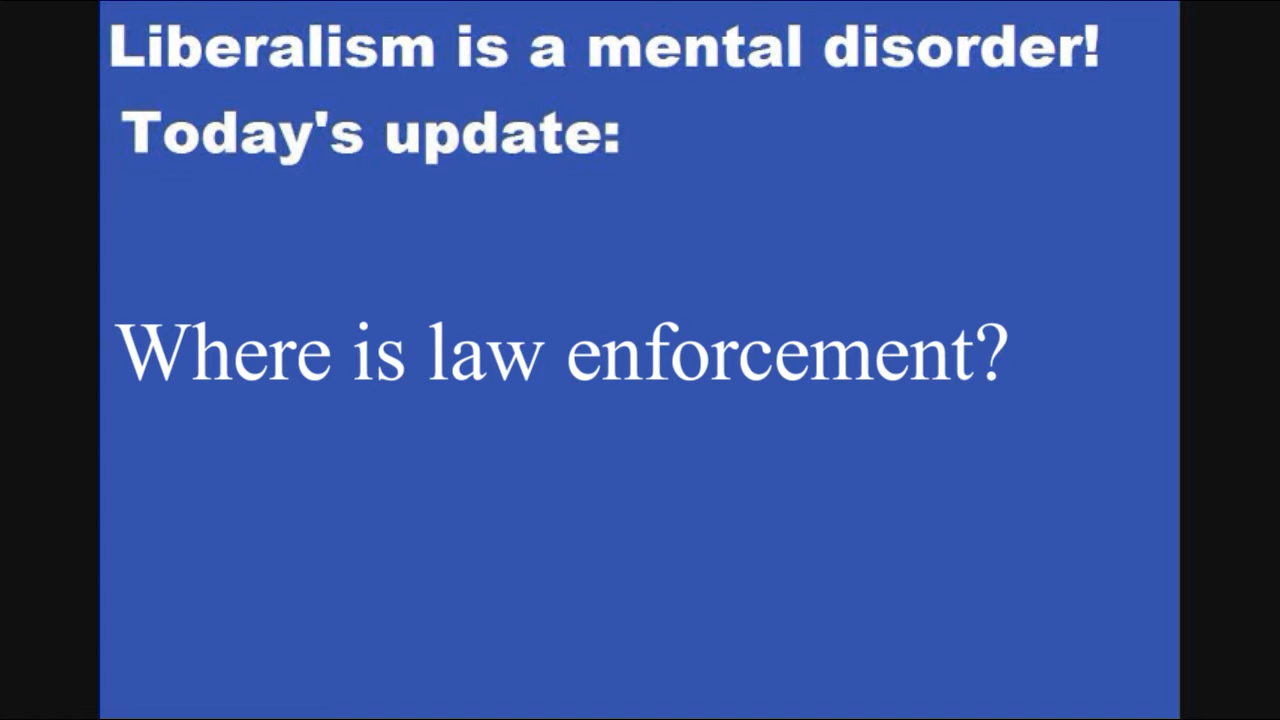 Liberalism is a mental disorder!
Today's update:
Where is law enforcement?